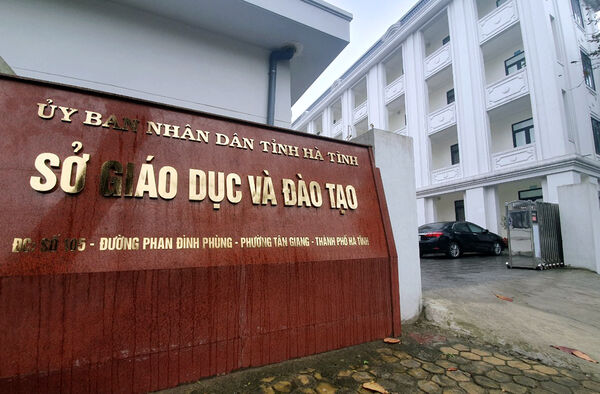 ỦY BAN NHÂN DÂN TỈNH HÀ TĨNH
SỞ GIÁO DỤC VÀ ĐÀO TẠO
ĐC: SỐ 105 - ĐƯỜNG PHAN ĐÌNH PHÙNG - PHƯỜNG TÂN GIANG - THÀNH PHỐ HÀ TĨNH